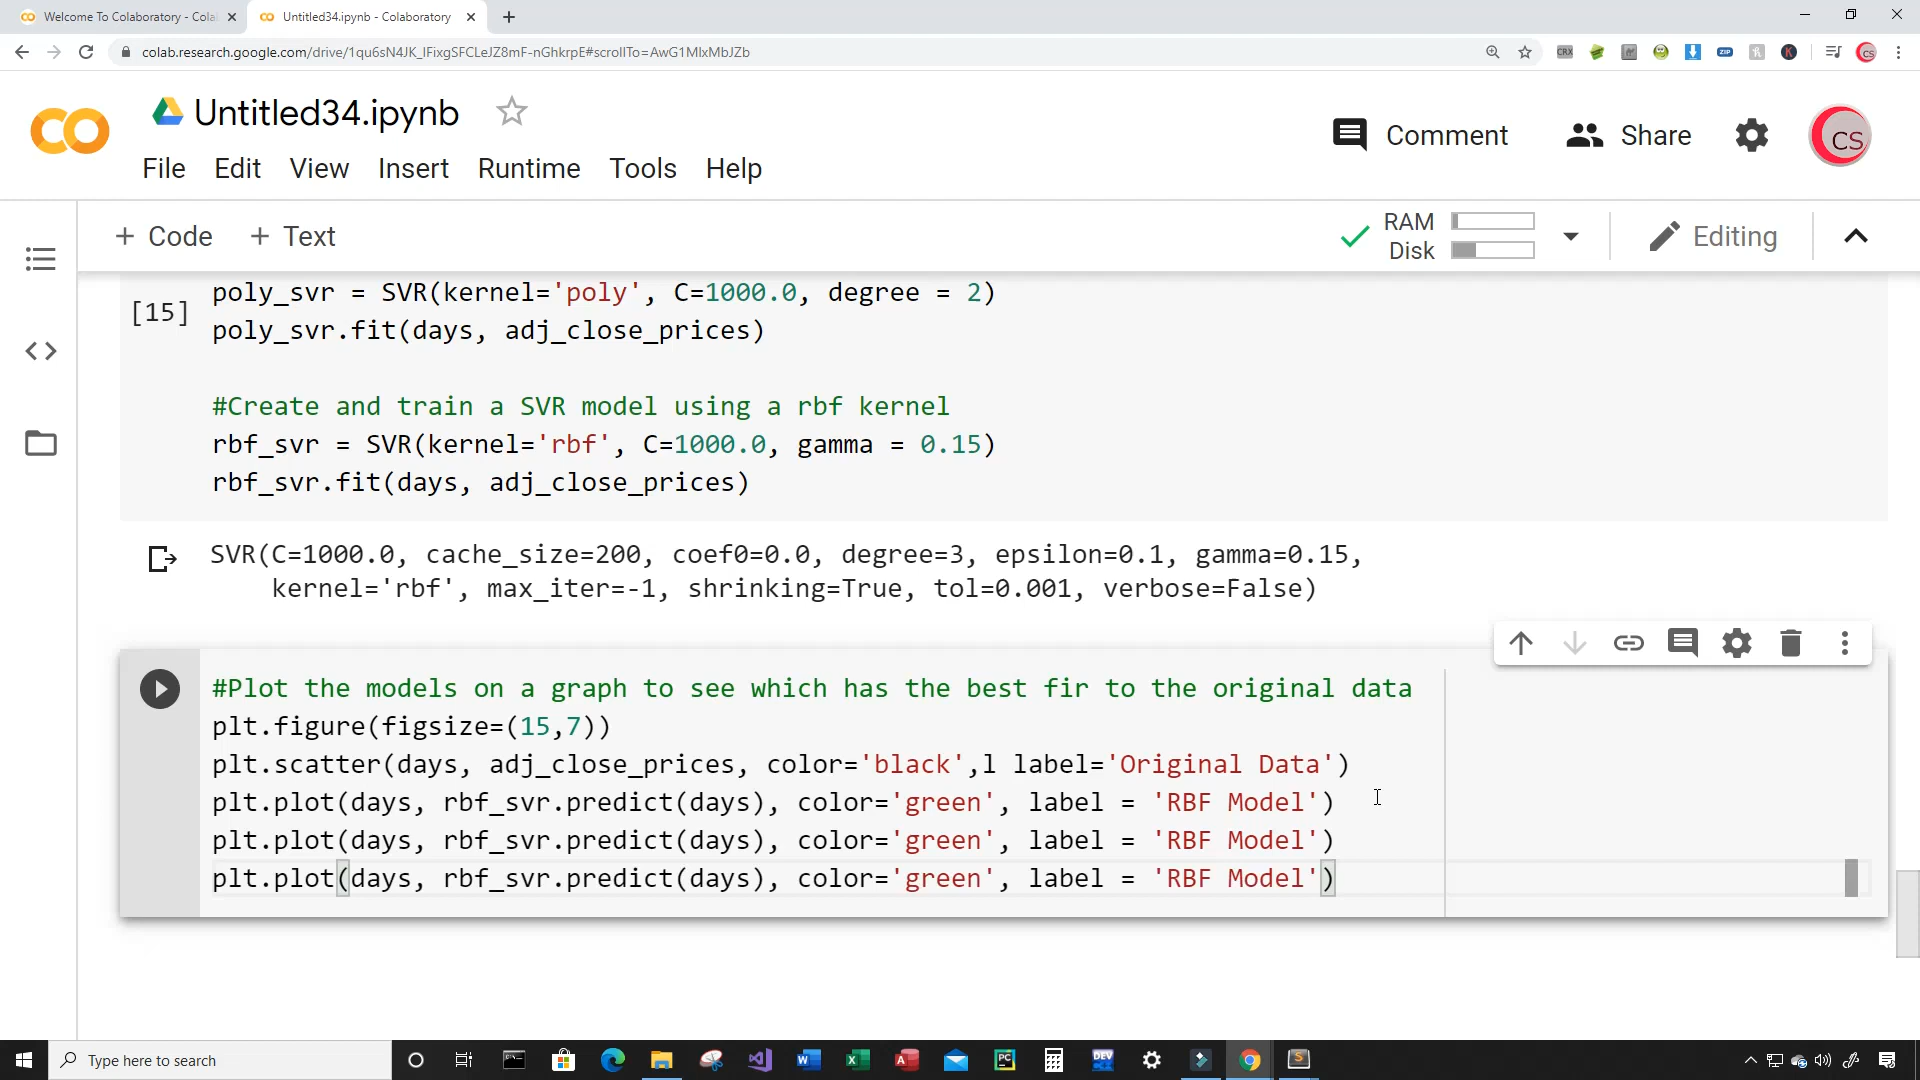 Welcome To Colaboratory - Cola
Untitled34.ipynb - Colaboratory
colab.research.google.com/drive/1qu6sN4JK_IFixgSFCLeJZ8mF-nGhkrpE#scrollTo=AwG1MlxMbJZb
CRX
ZIP
K
CS
Untitled34.ipynb
Comment
Share
CS
File Edit View Insert Runtime Tools Help
+ Code + Text
RAM
Disk
Editing
[15]
poly_svr = SVR(kernel='poly', C=1000.0, degree = 2)
poly_svr.fit(days, adj_close_prices)
#Create and train a SVR model using a rbf kernel
rbf_svr = SVR(kernel='rbf', C=1000.0, gamma = 0.15)
rbf_svr.fit(days, adj_close_prices)
SVR(C=1000.0, cache_size=200, coef0=0.0, degree=3, epsilon=0.1, gamma=0.15,
kernel='rbf', max_iter=-1, shrinking=True, tol=0.001, verbose=False)
#Plot the models on a graph to see which has the best fir to the original data
plt.figure(figsize=(15,7))
plt.scatter(days, adj_close_prices, color='black',l label='Original Data')
plt.plot(days, rbf_svr.predict(days), color='green', label = 'RBF Model')
plt.plot(days, rbf_svr.predict(days), color='green', label = 'RBF Model')
plt.plot(days, rbf_svr.predict(days), color='green', label = 'RBF Model')
Type here to search